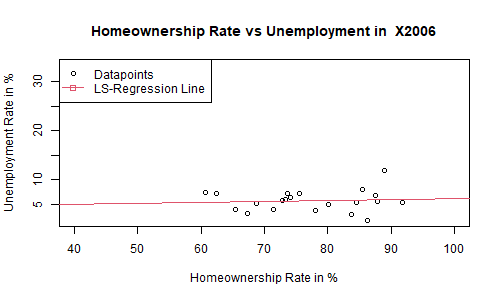 Homeownership Rate vs Unemployment in X2006
Unemployment Rate in %
30
20
10
5
Datapoints
LS-Regression Line
40 50 60 70 80 90 100
Homeownership Rate in %